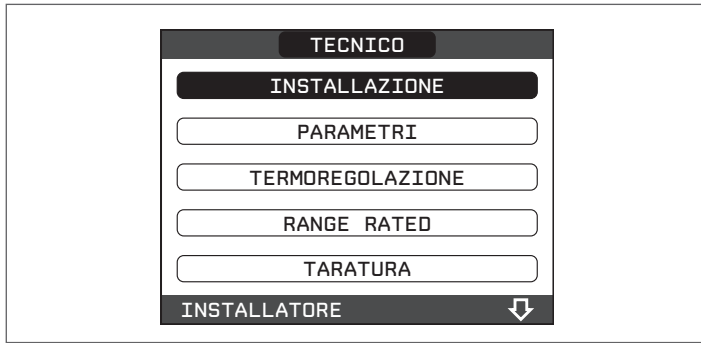 TECNICO
INSTALLAZIONE
PARAMETRI
TERMOREGOLAZIONE
RANGE RATED
TARATURA
INSTALLATORE